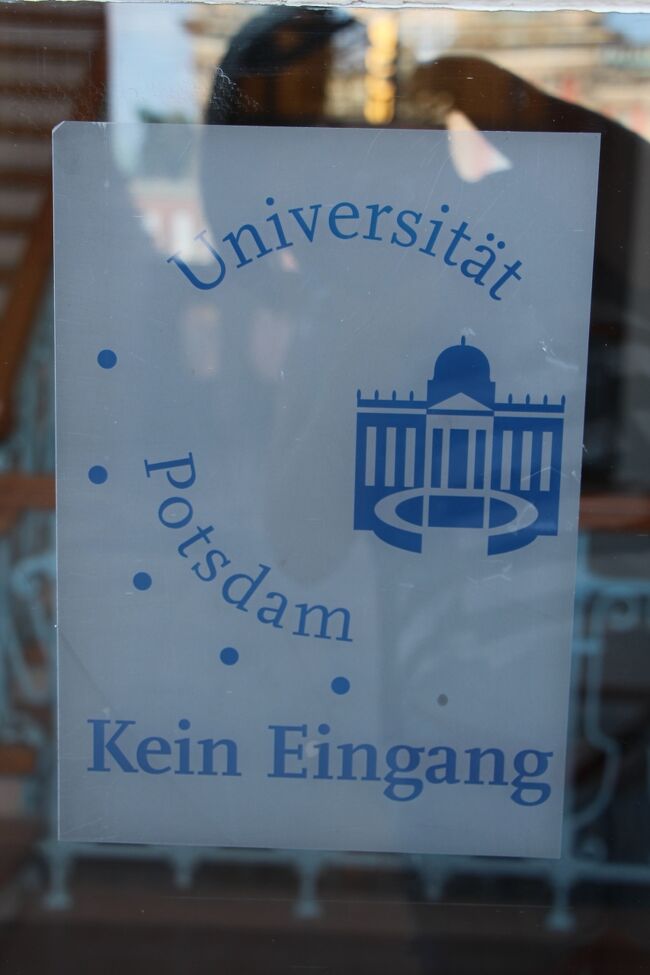 Universität
Potsdam
Kein Eingang